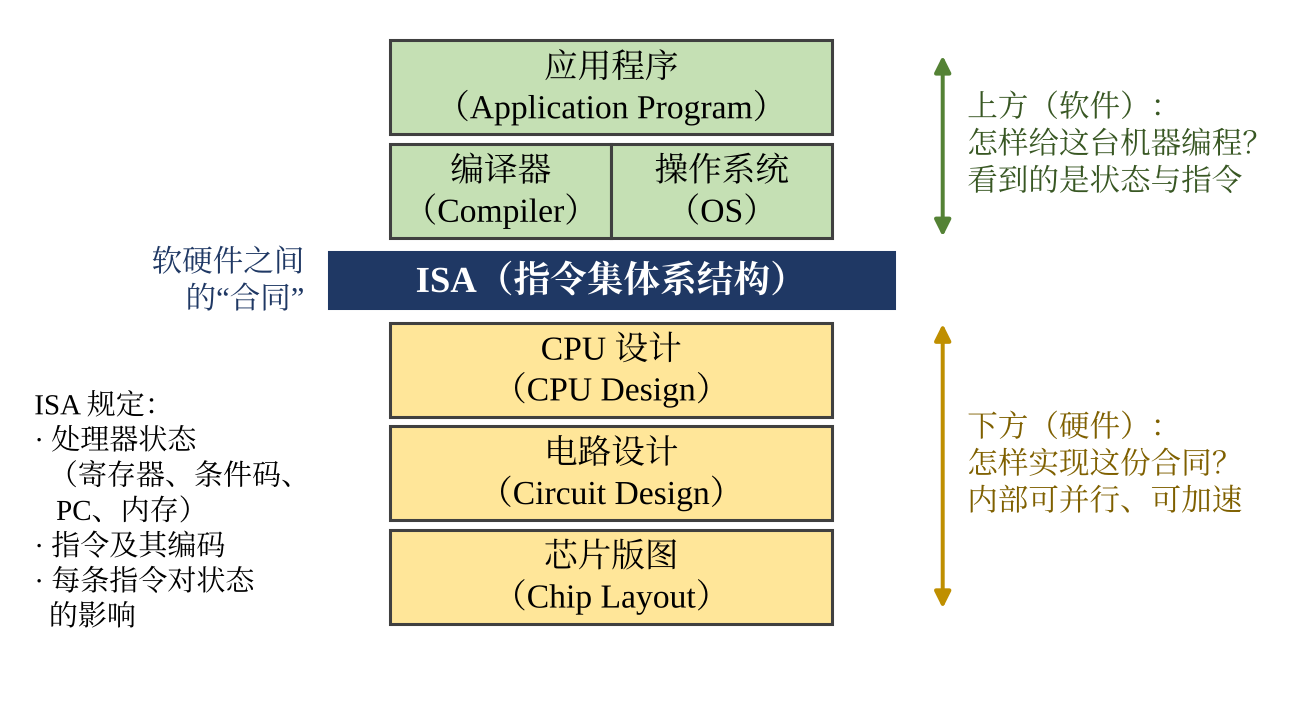 应用程序
（Application Program）
编译器
（Compiler）
操作系统
（OS）
上方（软件）：
怎样给这台机器编程？
看到的是状态与指令
软硬件之间
的“合同”
ISA（指令集体系结构）
CPU 设计
（CPU Design）
电路设计
（Circuit Design）
芯片版图
（Chip Layout）
ISA 规定：
· 处理器状态
（寄存器、条件码、
PC、内存）
· 指令及其编码
· 每条指令对状态
的影响
下方（硬件）：
怎样实现这份合同？
内部可并行、可加速